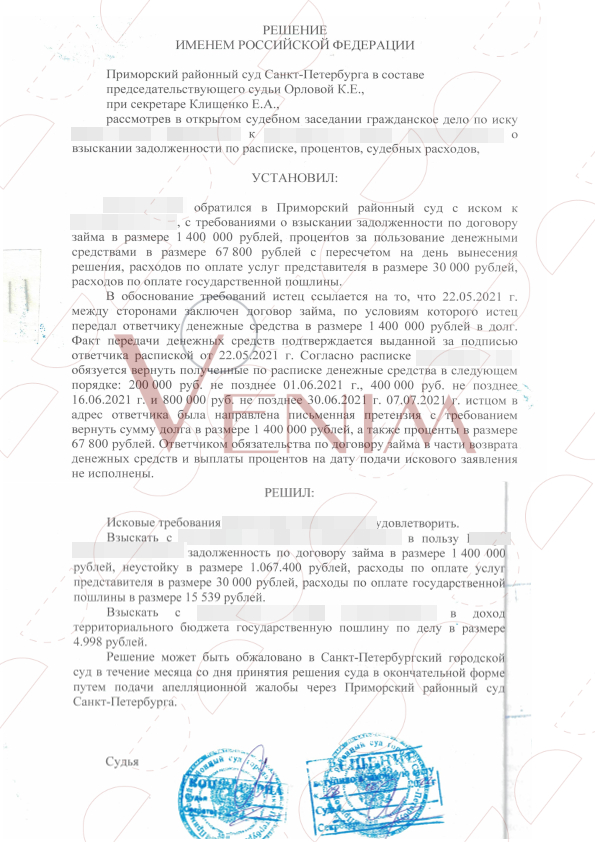 РЕШЕНИЕ
ИМЕНЕМ РОССИЙСКОЙ ФЕДЕРАЦИИ
Приморский районный суд Санкт-Петербурга в составе
председательствующего судьи Орловой К.Е.,
при секретаре Клищенко Е.А.,
рассмотрев в открытом судебном заседании гражданское дело по иску
к о
взыскании задолженности по расписке, процентов, судебных расходов,
УСТАНОВИЛ:
обратился в Приморский районный суд с иском к
, с требованиями о взыскании задолженности по договору
займа в размере 1 400 000 рублей, процентов за пользование денежными
средствами в размере 67 800 рублей с пересчетом на день вынесения
решения, расходов по оплате услуг представителя в размере 30 000 рублей,
расходов по оплате государственной пошлины.
В обоснование требований истец ссылается на то, что 22.05.2021 г.
между сторонами заключен договор займа, по условиям которого истец
передал ответчику денежные средства в размере 1 400 000 рублей в долг.
Факт передачи денежных средств подтверждается выданной за подписью
ответчика распиской от 22.05.2021 г. Согласно расписке
обязуется вернуть полученные по расписке денежные средства в следующем
порядке: 200 000 руб. не позднее 01.06.2021 г., 400 000 руб. не позднее
16.06.2021 г. и 800 000 руб. не позднее 30.06.2021 г. 07.07.2021 г. истцом в
адрес ответчика была направлена письменная претензия с требованием
вернуть сумму долга в размере 1 400 000 рублей, а также проценты в размере
67 800 рублей. Ответчиком обязательства по договору займа в части возврата
денежных средств и выплаты процентов на дату подачи искового заявления
не исполнены.
VENIM
РЕШИЛ:
Исковые требования удовлетворить.
Взыскать с в пользу
задолженность по договору займа в размере 1 400 000
рублей, неустойку в размере 1.067.400 рублей, расходы по оплате услуг
представителя в размере 30 000 рублей, расходы по оплате государственной
пошлины в размере 15 539 рублей.
Взыскать с в доход
территориального бюджета государственную пошлину по делу в размере
4.998 рублей.
Решение может быть обжаловано в Санкт-Петербургский городской
суд в течение месяца со дня принятия решения суда в окончательной форме
путем подачи апелляционной жалобы через Приморский районный суд
Санкт-Петербурга.
Судья
КОПИЯ ВЕРНА
Судья
РЕШЕНИЕ
вступило в законную силу
Судья